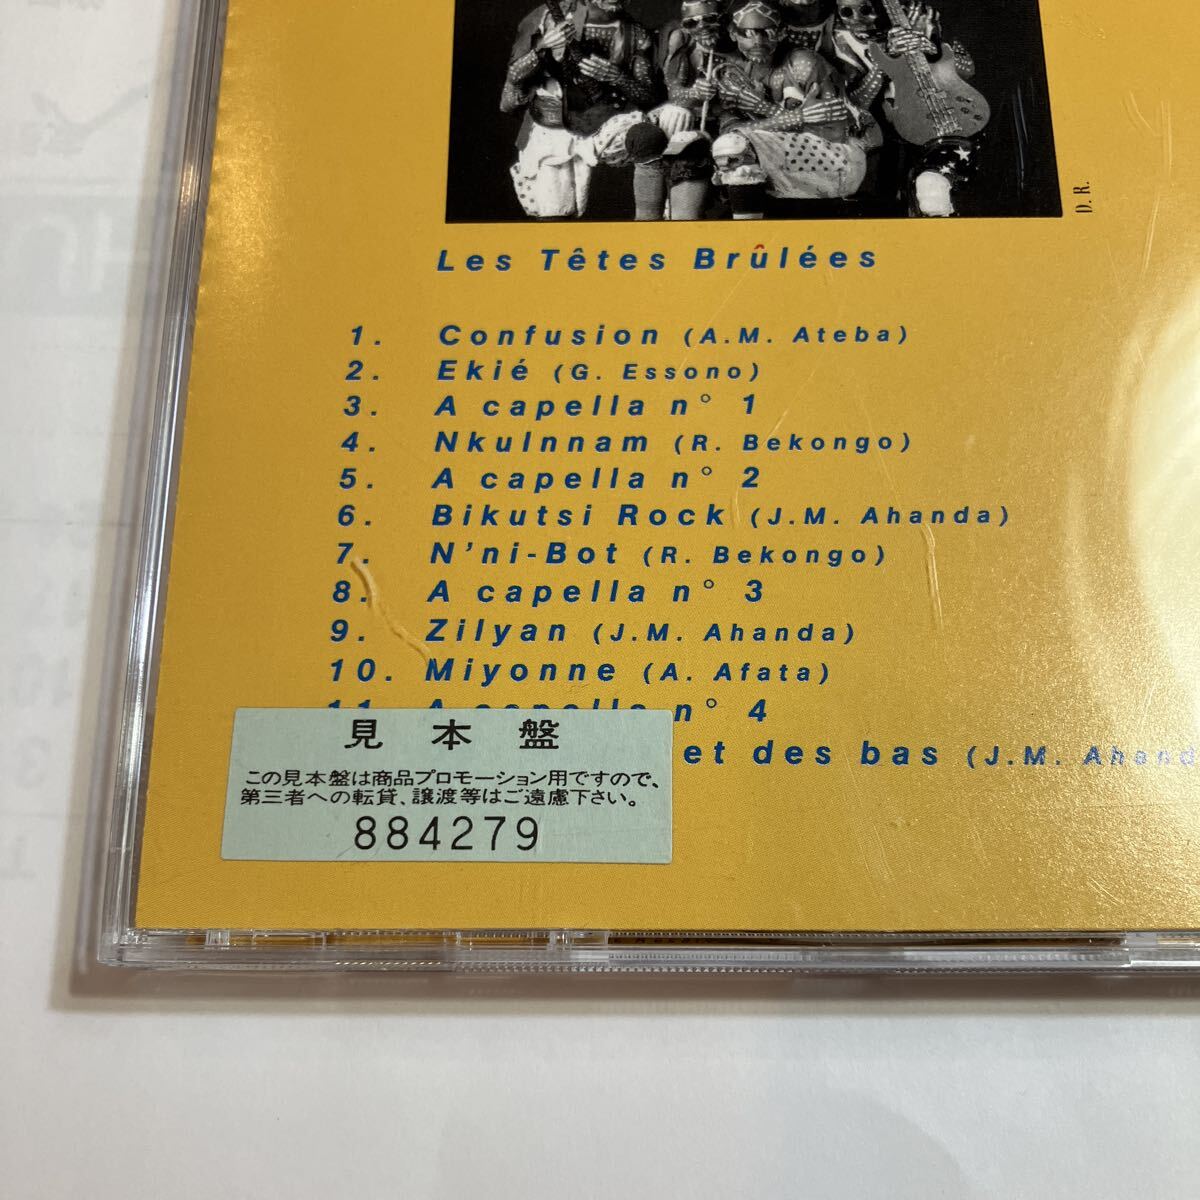 D. R.
Les Têtes Brûlées
1. Confusion (A.M. Ateba)
2. Ekié (G. Essono)
3. A capella n° 1
4. Nkulnnam (R. Bekongo)
5. A capella n° 2
6. Bikutsi Rock (J.M. Ahanda)
7. N'ni-Bot (R. Bekongo)
8. A capella n° 3
9. Zilyan (J.M. Ahanda)
10. Miyonne (A. Afata)
11. A capella n° 4
et des bas (J.M. Ahand
見本盤
この見本盤は商品プロモーション用ですので、
第三者への転貸、譲渡等はご遠慮下さい。
884279